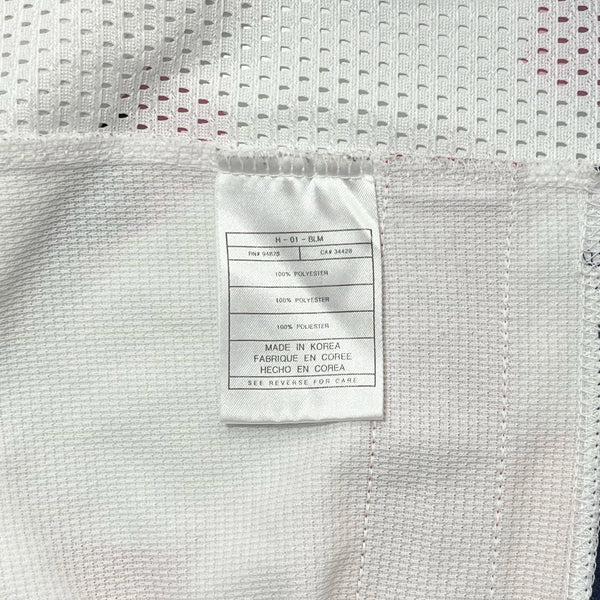 H - 01 - BLM
RN# 94878 CA# 34428
100% POLYESTER
100% POLYESTER
100% POLIESTER
MADE IN KOREA
FABRIQUE EN COREE
HECHO EN COREA
SEE REVERSE FOR CARE